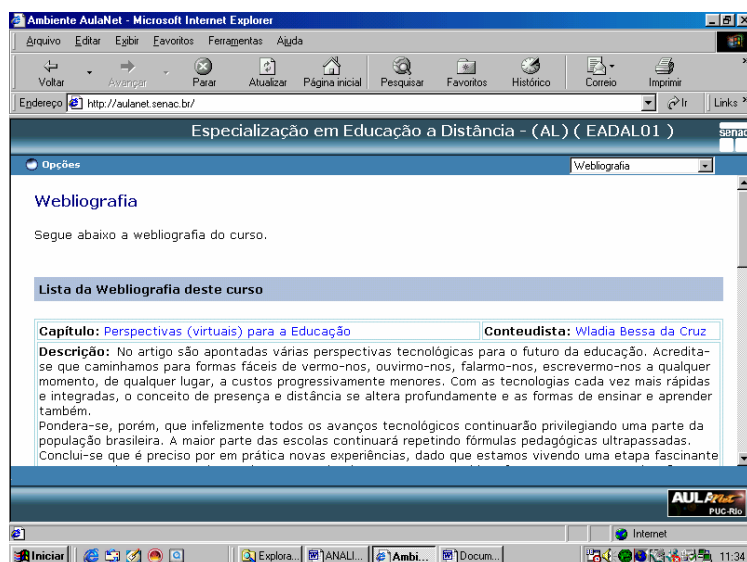 Ambiente AulaNet - Microsoft Internet Explorer
Arquivo Editar Exibir Favoritos Ferramentas Ajuda
Voltar Avançar Parar Atualizar Página inicial Pesquisar Favoritos Histórico Correio Imprimir
Endereço http://aulanet.senac.br/ Ir Links
Especialização em Educação a Distância - (AL) ( EADAL01 ) senac
Opções Webliografia
Webliografia
Segue abaixo a webliografia do curso.
Lista da Webliografia deste curso
Capítulo: Perspectivas (virtuais) para a Educação Conteudista: Wladia Bessa da Cruz
Descrição: No artigo são apontadas várias perspectivas tecnológicas para o futuro da educação. Acredita-
se que caminhamos para formas fáceis de vermo-nos, ouvirmo-nos, falarmo-nos, escrevermo-nos a qualquer
momento, de qualquer lugar, a custos progressivamente menores. Com as tecnologias cada vez mais rápidas
e integradas, o conceito de presença e distância se altera profundamente e as formas de ensinar e aprender
também.
Pondera-se, porém, que infelizmente todos os avanços tecnológicos continuarão privilegiando uma parte da
população brasileira. A maior parte das escolas continuará repetindo fórmulas pedagógicas ultrapassadas.
Conclui-se que é preciso por em prática novas experiências, dado que estamos vivendo uma etapa fascinante
AULANET
PUC-Rio
Internet
Iniciar Explora... ANALI... Ambi... Docum... 11:34